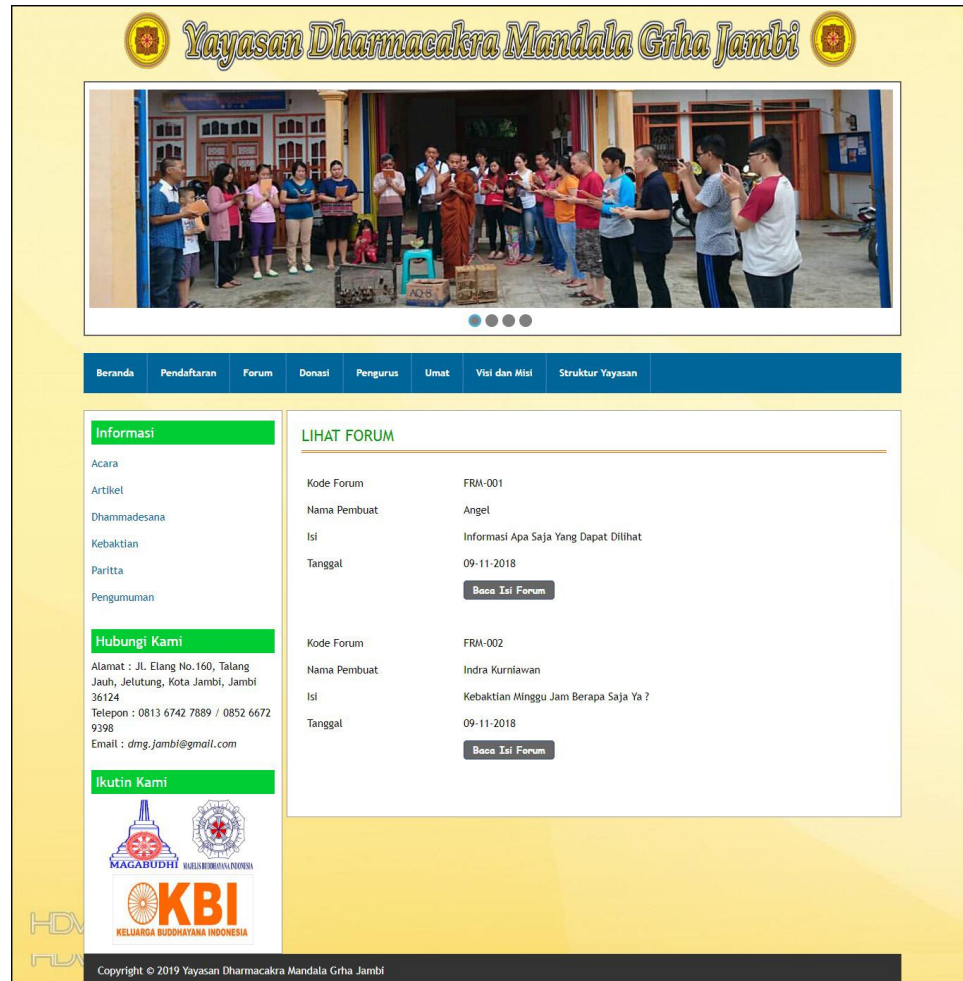 Yayasan Dharmacakra Mandala Grha Jambi
AQ-8
Beranda Pendaftaran Forum Donasi Pengurus Umat Visi dan Misi Struktur Yayasan
Informasi
Acara
Artikel
Dhammadesana
Kebaktian
Paritta
Pengumuman
Hubungi Kami
Alamat : Jl. Elang No.160, Talang
Jauh, Jelutung, Kota Jambi, Jambi
36124
Telepon : 0813 6742 7889 / 0852 6672
9398
Email : dmg.jambi@gmail.com
Ikutin Kami
MAGABUDHI
MAJELIS BUDDHAYANA INDONESIA
KBI
KELUARGA BUDDHAYANA INDONESIA
LIHAT FORUM
Kode Forum FRM-001
Nama Pembuat Angel
Isi Informasi Apa Saja Yang Dapat Dilihat
Tanggal 09-11-2018
Baca Isi Forum
Kode Forum FRM-002
Nama Pembuat Indra Kurniawan
Isi Kebaktian Minggu Jam Berapa Saja Ya ?
Tanggal 09-11-2018
Baca Isi Forum
Copyright © 2019 Yayasan Dharmacakra Mandala Grha Jambi